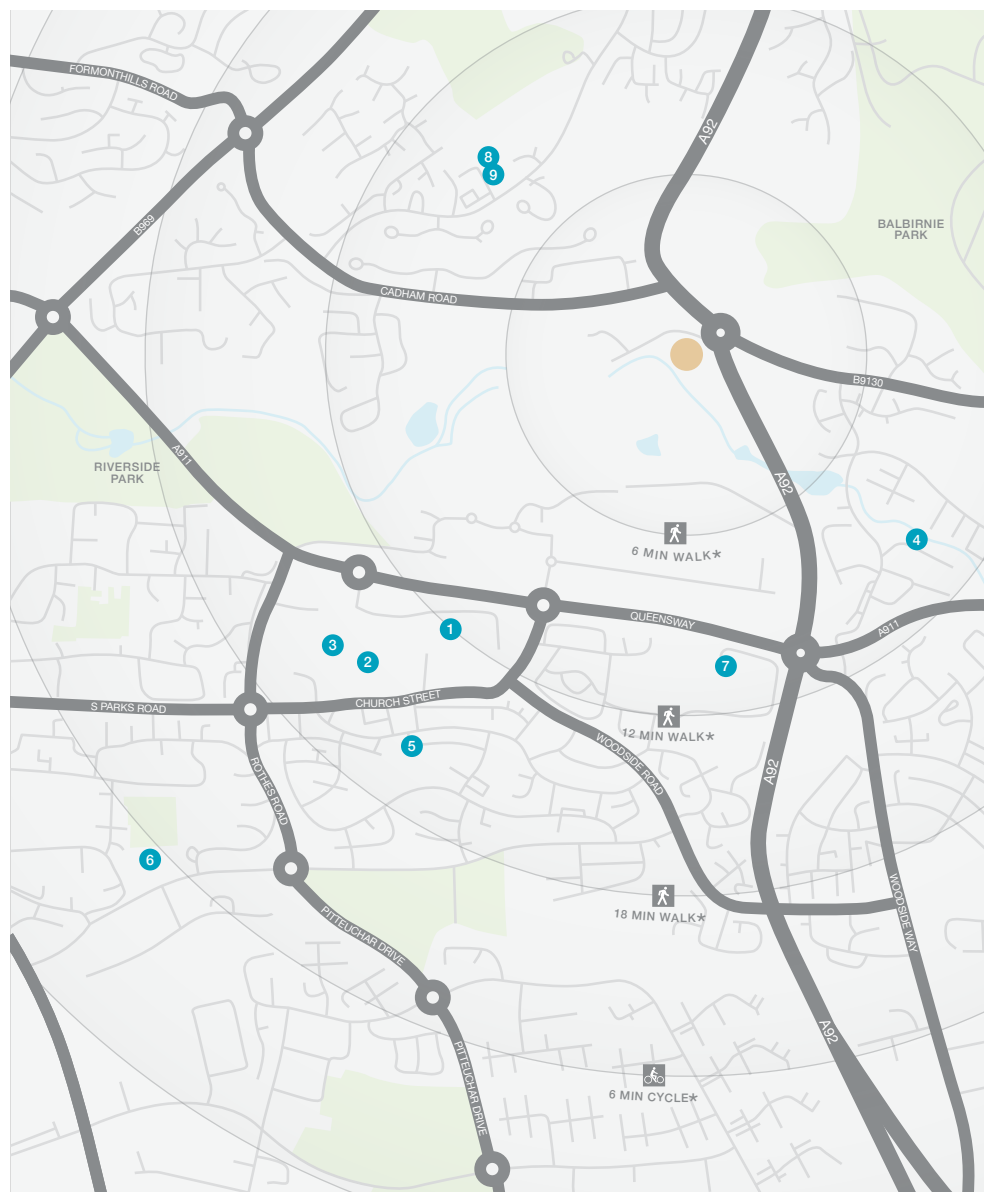 FORMONTHILLS ROAD
A92
8
9
B969
BALBIRNIE
PARK
CADHAM ROAD
B9130
A911
RIVERSIDE
PARK
A92
4
6 MIN WALK*
QUEENSWAY
1
A911
3
2
7
S PARKS ROAD
CHURCH STREET
12 MIN WALK*
5
WOODSIDE ROAD
A92
ROTHES ROAD
6
WOODSIDE WAY
18 MIN WALK*
PITTEUCHAR DRIVE
A92
PITTEUCHAR DRIVE
6 MIN CYCLE*